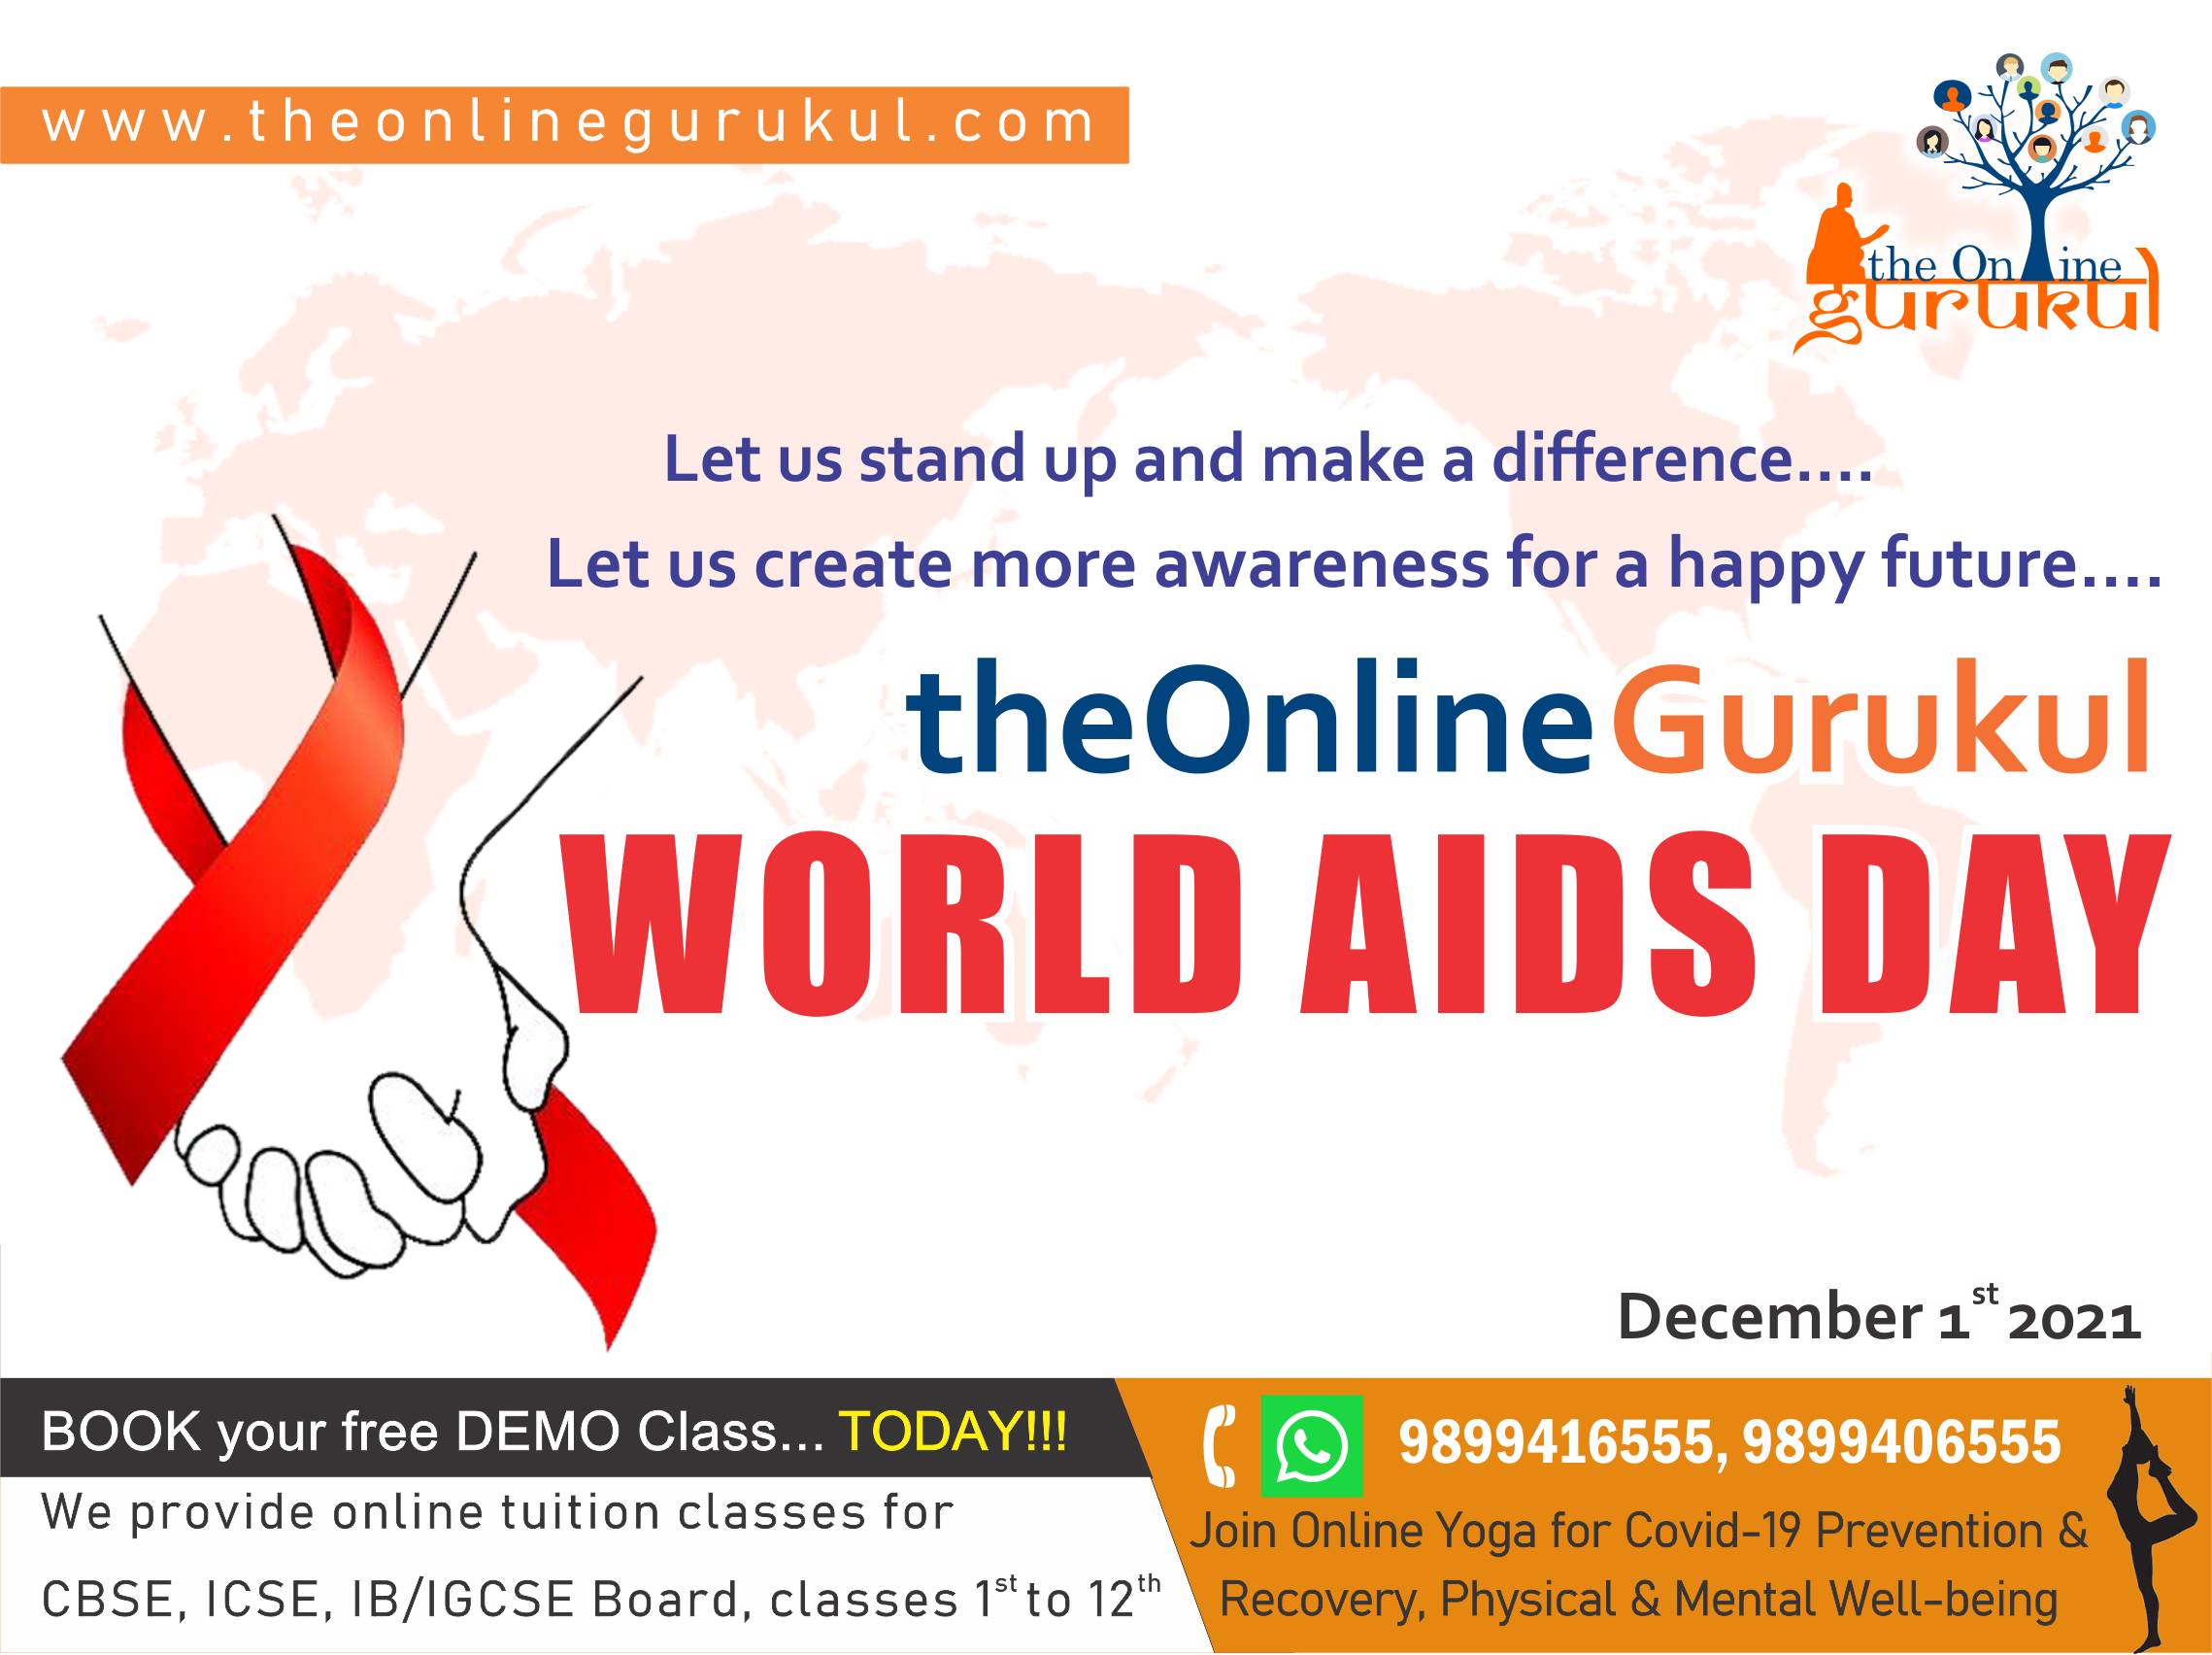 www.theonlinegurukul.com
the Online
gurukul
Let us stand up and make a difference....
Let us create more awareness for a happy future....
theOnlineGurukul
WORLD AIDS DAY
December 1st 2021
BOOK your free DEMO Class... TODAY!!!
We provide online tuition classes for
CBSE, ICSE, IB/IGCSE Board, classes 1st to 12th
9899416555, 9899406555
Join Online Yoga for Covid-19 Prevention &
Recovery, Physical & Mental Well-being